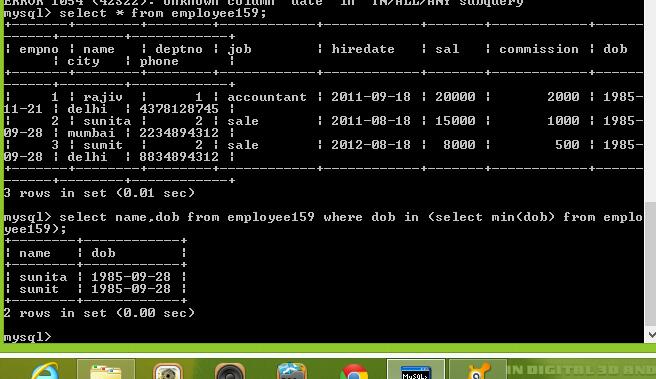 ERROR 1054 (42S22): Unknown column 'date' in 'IN/ALL/ANY subquery'
mysql> select * from employee159;
+-------+--------+--------+------------+------------+-------+------------+------
------+--------+------------+
| empno | name | deptno | job | hiredate | sal | commission | dob
| city | phone |
+-------+--------+--------+------------+------------+-------+------------+------
------+--------+------------+
| 1 | rajiv | 1 | accountant | 2011-09-18 | 20000 | 2000 | 1985-
11-21 | delhi | 4378128745 |
| 2 | sunita | 2 | sale | 2011-08-18 | 15000 | 1000 | 1985-
09-28 | mumbai | 2234894312 |
| 3 | sumit | 2 | sale | 2012-08-18 | 8000 | 500 | 1985-
09-28 | delhi | 8834894312 |
+-------+--------+--------+------------+------------+-------+------------+------
------+--------+------------+
3 rows in set (0.01 sec)
mysql> select name,dob from employee159 where dob in (select min(dob) from emplo
yee159);
+--------+------------+
| name | dob |
+--------+------------+
| sunita | 1985-09-28 |
| sumit | 1985-09-28 |
+--------+------------+
2 rows in set (0.00 sec)
mysql>
MySQL
IN DIGITAL 3D AND